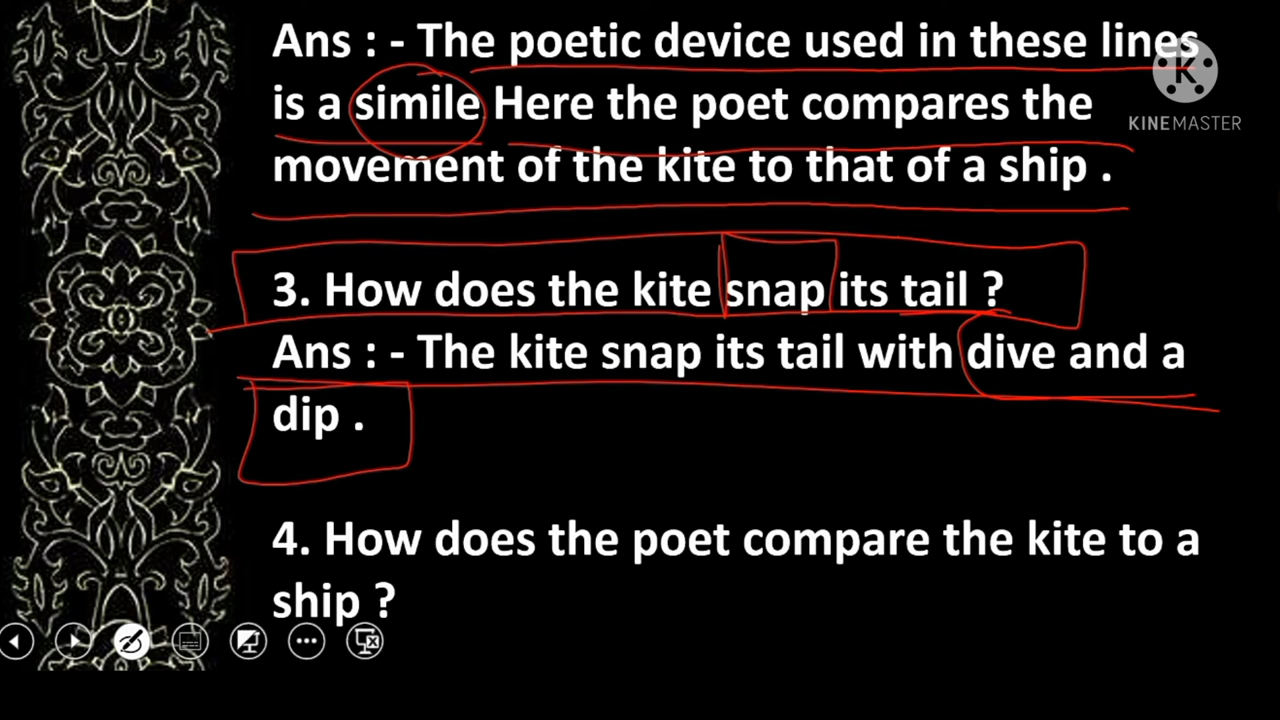 Ans : - The poetic device used in these lines
is a simile Here the poet compares the
movement of the kite to that of a ship .
K
KINEMASTER
3. How does the kite snap its tail ?
Ans : - The kite snap its tail with dive and a
dip .
4. How does the poet compare the kite to a
ship ?